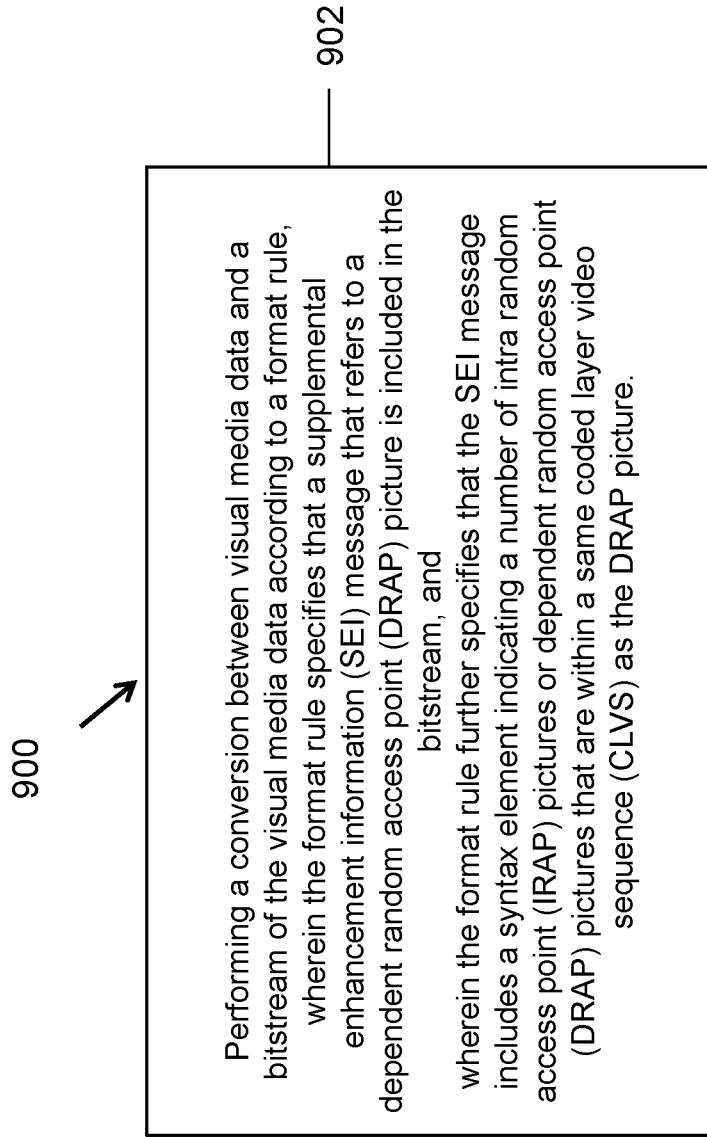 900
902
Performing a conversion between visual media data and a
bitstream of the visual media data according to a format rule,
wherein the format rule specifies that a supplemental
enhancement information (SEI) message that refers to a
dependent random access point (DRAP) picture is included in the
bitstream, and
wherein the format rule further specifies that the SEI message
includes a syntax element indicating a number of intra random
access point (IRAP) pictures or dependent random access point
(DRAP) pictures that are within a same coded layer video
sequence (CLVS) as the DRAP picture.